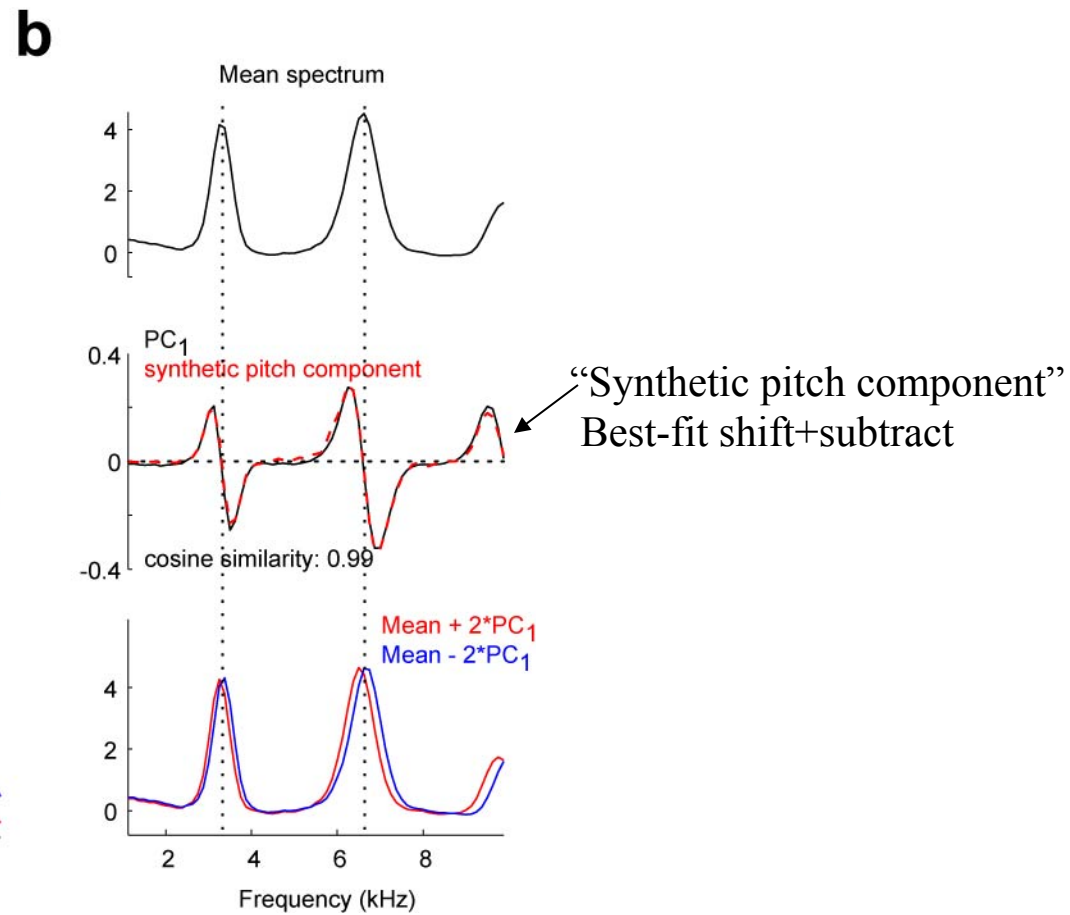 b
Mean spectrum
4
2
0
PC1
synthetic pitch component
0.4
0
-0.4
cosine similarity: 0.99
“Synthetic pitch component”
Best-fit shift+subtract
Mean + 2*PC1
Mean - 2*PC1
4
2
0
2 4 6 8
Frequency (kHz)